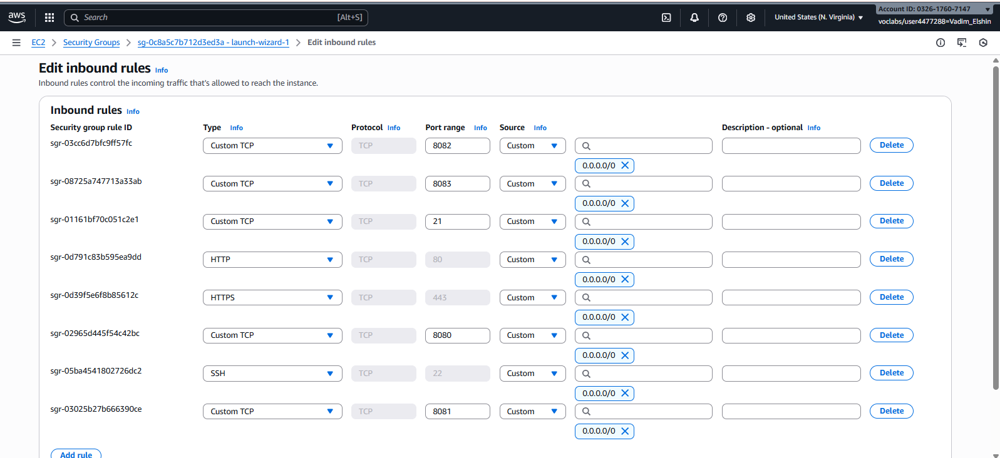 aws
Search [Alt+S]
United States (N. Virginia)
Account ID: 0326-1760-7147
voclabs/user4477288=Vadim_Elshin
EC2 Security Groups sg-0c8a5c7b712d3ed3a - launch-wizard-1 Edit inbound rules
Edit inbound rules Info
Inbound rules control the incoming traffic that's allowed to reach the instance.
Inbound rules Info
Security group rule ID Type Info Protocol Info Port range Info Source Info Description - optional Info
sgr-03cc6d7bfc9ff57fc Custom TCP TCP 8082 Custom Delete
0.0.0.0/0
sgr-08725a747713a33ab Custom TCP TCP 8083 Custom Delete
0.0.0.0/0
sgr-01161bf70c051c2e1 Custom TCP TCP 21 Custom Delete
0.0.0.0/0
sgr-0d791c83b595ea9dd HTTP TCP 80 Custom Delete
0.0.0.0/0
sgr-0d39f5e6f8b85612c HTTPS TCP 443 Custom Delete
0.0.0.0/0
sgr-02965d445f54c42bc Custom TCP TCP 8080 Custom Delete
0.0.0.0/0
sgr-05ba4541802726dc2 SSH TCP 22 Custom Delete
0.0.0.0/0
sgr-03025b27b666390ce Custom TCP TCP 8081 Custom Delete
0.0.0.0/0
Add rule